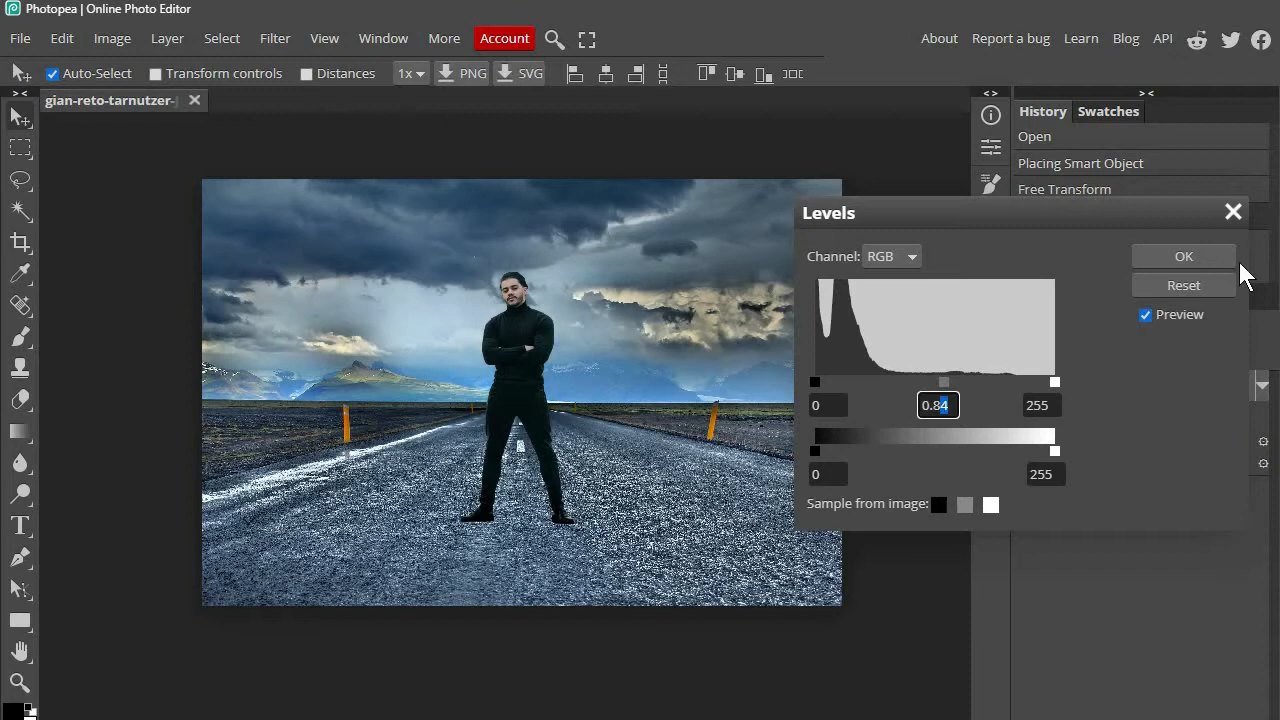 Photopea | Online Photo Editor
File Edit Image Layer Select Filter View Window More Account About Report a bug Learn Blog API
Auto-Select Transform controls Distances 1x PNG SVG
> < gian-reto-tarnutzer- < > > <
History Swatches
Open
Placing Smart Object
Free Transform
Levels
Channel: RGB OK
Reset
Preview
0 0.84 255
0 255
Sample from image:
T